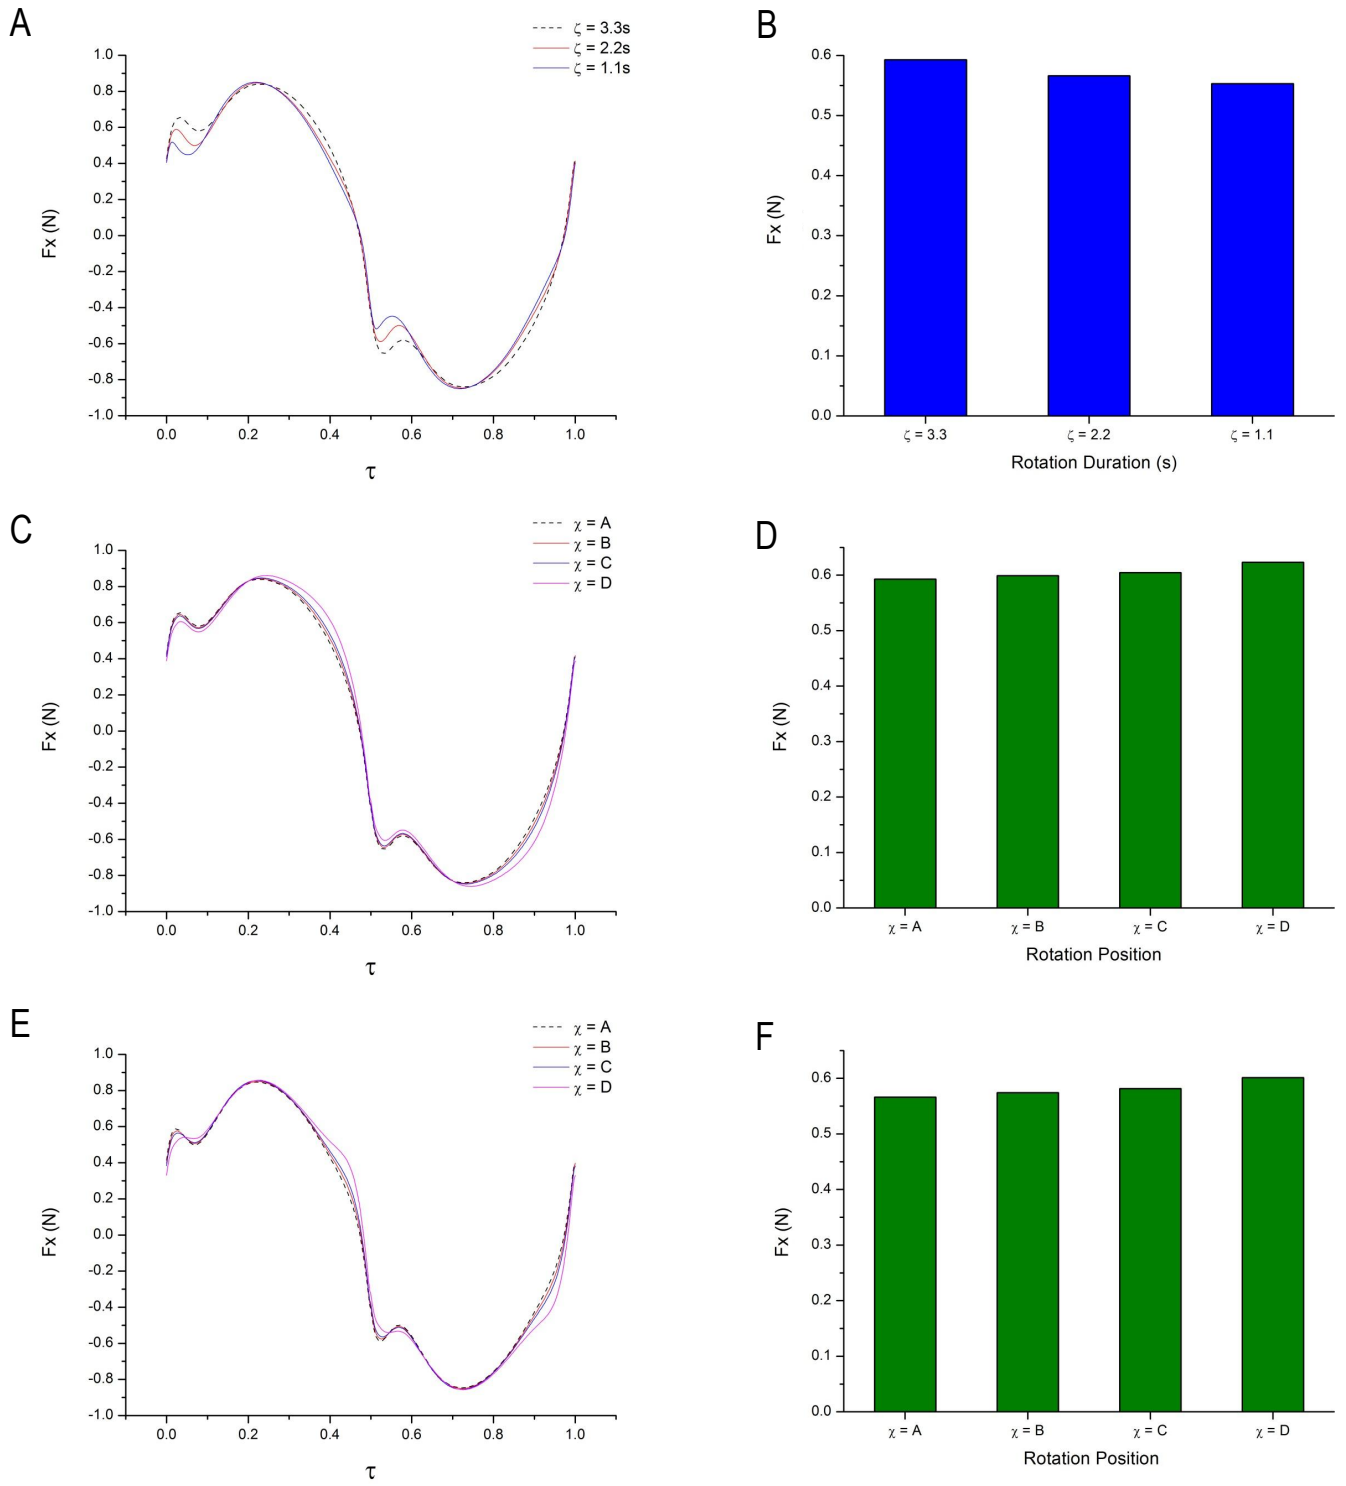 A
ζ = 3.3s
ζ = 2.2s
ζ = 1.1s
1.0
0.8
0.6
0.4
0.2
0.0
-0.2
-0.4
-0.6
-0.8
-1.0
Fx (N)
0.0 0.2 0.4 0.6 0.8 1.0
τ
B
0.6
0.5
0.4
0.3
0.2
0.1
0.0
Fx (N)
ζ = 3.3 ζ = 2.2 ζ = 1.1
Rotation Duration (s)
C
χ = A
χ = B
χ = C
χ = D
1.0
0.8
0.6
0.4
0.2
0.0
-0.2
-0.4
-0.6
-0.8
-1.0
Fx (N)
0.0 0.2 0.4 0.6 0.8 1.0
τ
D
0.6
0.5
0.4
0.3
0.2
0.1
0.0
Fx (N)
χ = A χ = B χ = C χ = D
Rotation Position
E
χ = A
χ = B
χ = C
χ = D
1.0
0.8
0.6
0.4
0.2
0.0
-0.2
-0.4
-0.6
-0.8
-1.0
Fx (N)
0.0 0.2 0.4 0.6 0.8 1.0
τ
F
0.6
0.5
0.4
0.3
0.2
0.1
0.0
Fx (N)
χ = A χ = B χ = C χ = D
Rotation Position